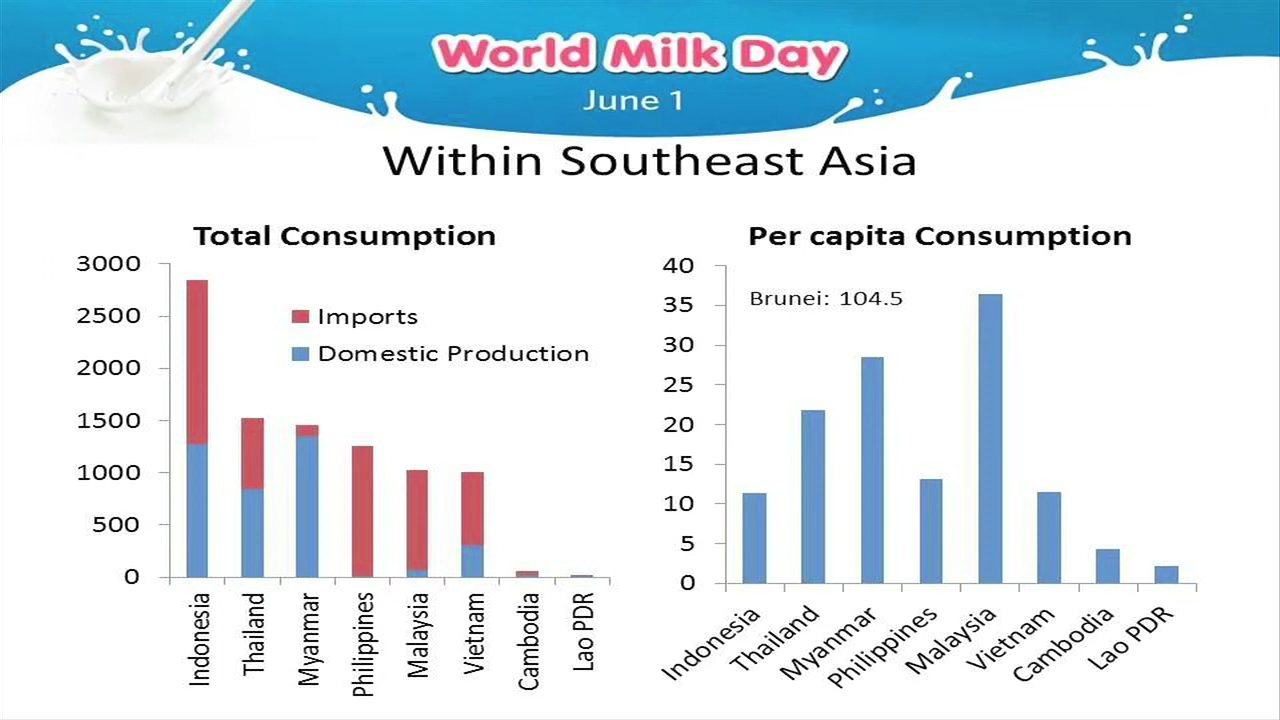 World Milk Day
June 1
Within Southeast Asia
Total Consumption
3000
2500
2000
1500
1000
500
0
Imports
Domestic Production
Indonesia
Thailand
Myanmar
Philippines
Malaysia
Vietnam
Cambodia
Lao PDR
Per capita Consumption
40
35
30
25
20
15
10
5
0
Brunei: 104.5
Indonesia
Thailand
Myanmar
Philippines
Malaysia
Vietnam
Cambodia
Lao PDR